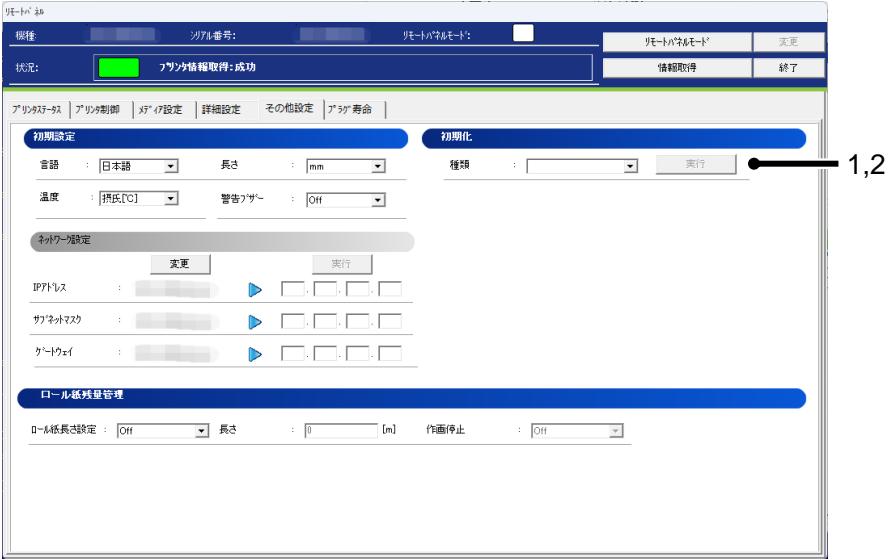 ﾘﾓｰﾄﾊﾟﾈﾙ
機種:
ｼﾘｱﾙ番号:
ﾘﾓｰﾄﾊﾟﾈﾙﾓｰﾄﾞ:
ﾘﾓｰﾄﾊﾟﾈﾙﾓｰﾄﾞ
変更
状況:
ﾌﾟﾘﾝﾀ情報取得:成功
情報取得
終了
ﾌﾟﾘﾝﾀｽﾃｰﾀｽ ﾌﾟﾘﾝﾀ制御 ﾒﾃﾞｨｱ設定 詳細設定 その他設定 ﾌﾟﾗｸﾞ寿命
初期設定
初期化
言語 : 日本語 長さ : mm
種類 : 実行
1,2
温度 : 摂氏[℃] 警告ﾌﾞｻﾞｰ : Off
ﾈｯﾄﾜｰｸ設定
変更 実行
IPｱﾄﾞﾚｽ :
ｻﾌﾞﾈｯﾄﾏｽｸ :
ｹﾞｰﾄｳｪｲ :
ロール紙残量管理
ﾛｰﾙ紙長さ設定 : Off 長さ : 0 [m] 作画停止 : Off